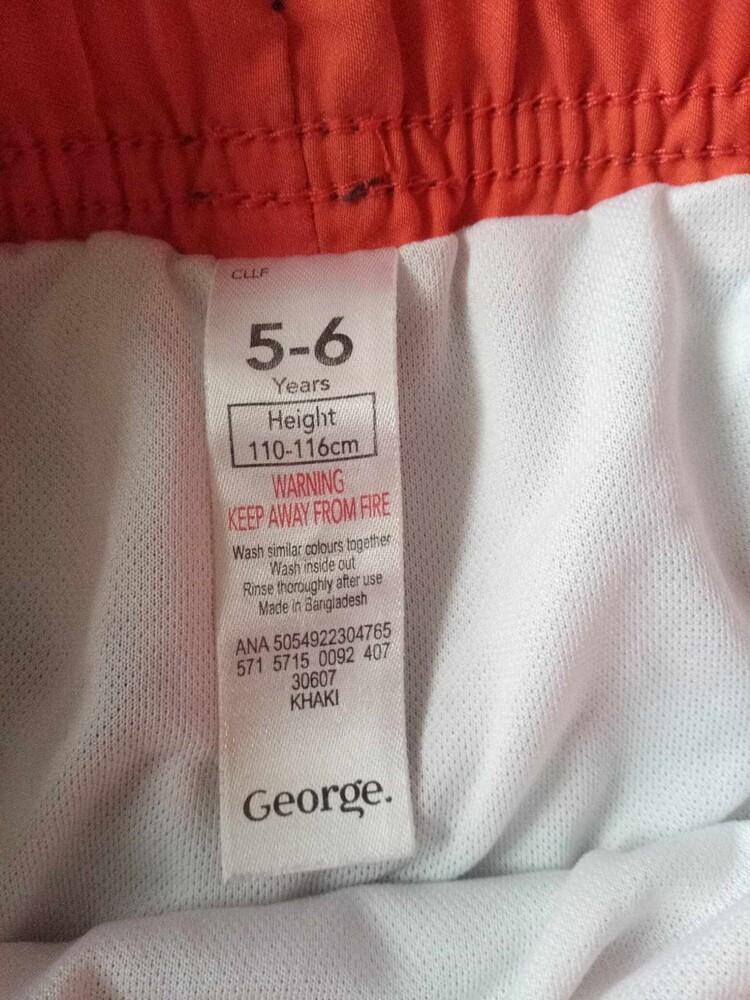 CLLF
5-6
Years
Height
110-116cm
WARNING
KEEP AWAY FROM FIRE
Wash similar colours together
Wash inside out
Rinse thoroughly after use
Made in Bangladesh
ANA 5054922304765
571 5715 0092 407
30607
KHAKI
George.